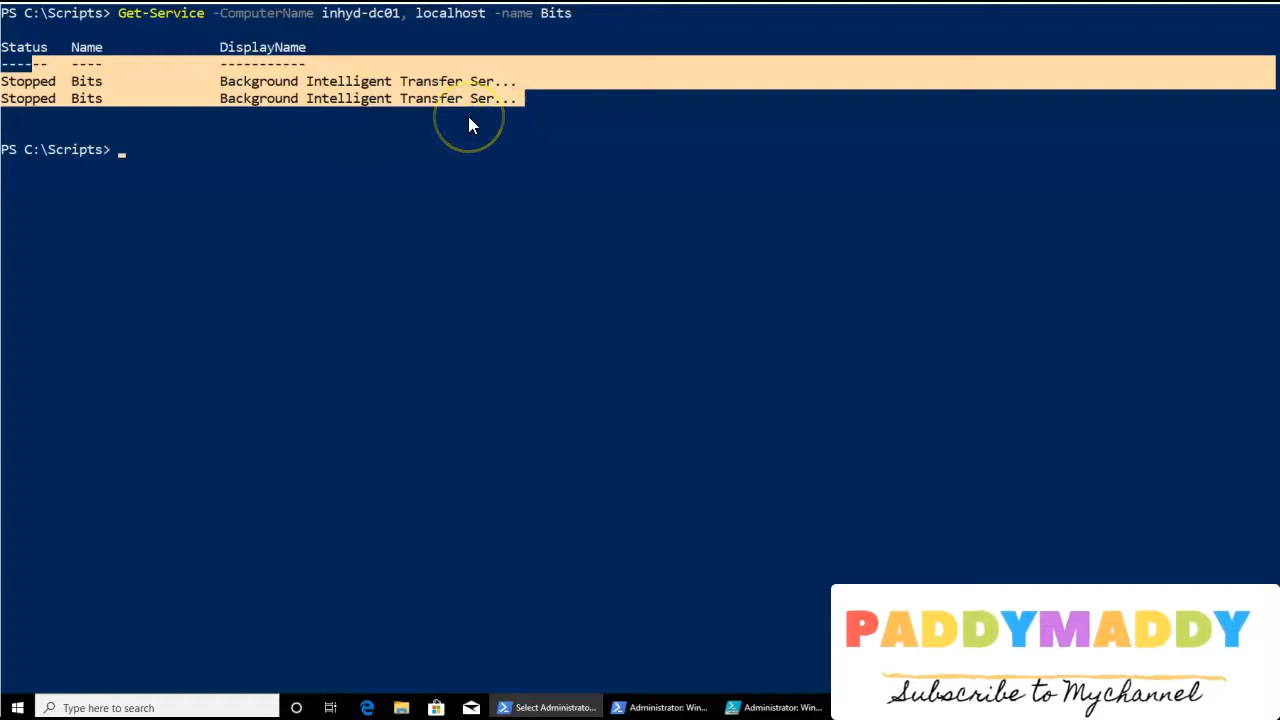 PS C:\Scripts> Get-Service -ComputerName inhyd-dc01, localhost -name Bits
Status Name DisplayName
------ ---- -----------
Stopped Bits Background Intelligent Transfer Ser...
Stopped Bits Background Intelligent Transfer Ser...
PS C:\Scripts>
PADDYMADDY
Subscribe to Mychannel
Type here to search
Select Administrato...
Administrator: Win...
Administrator: Win...